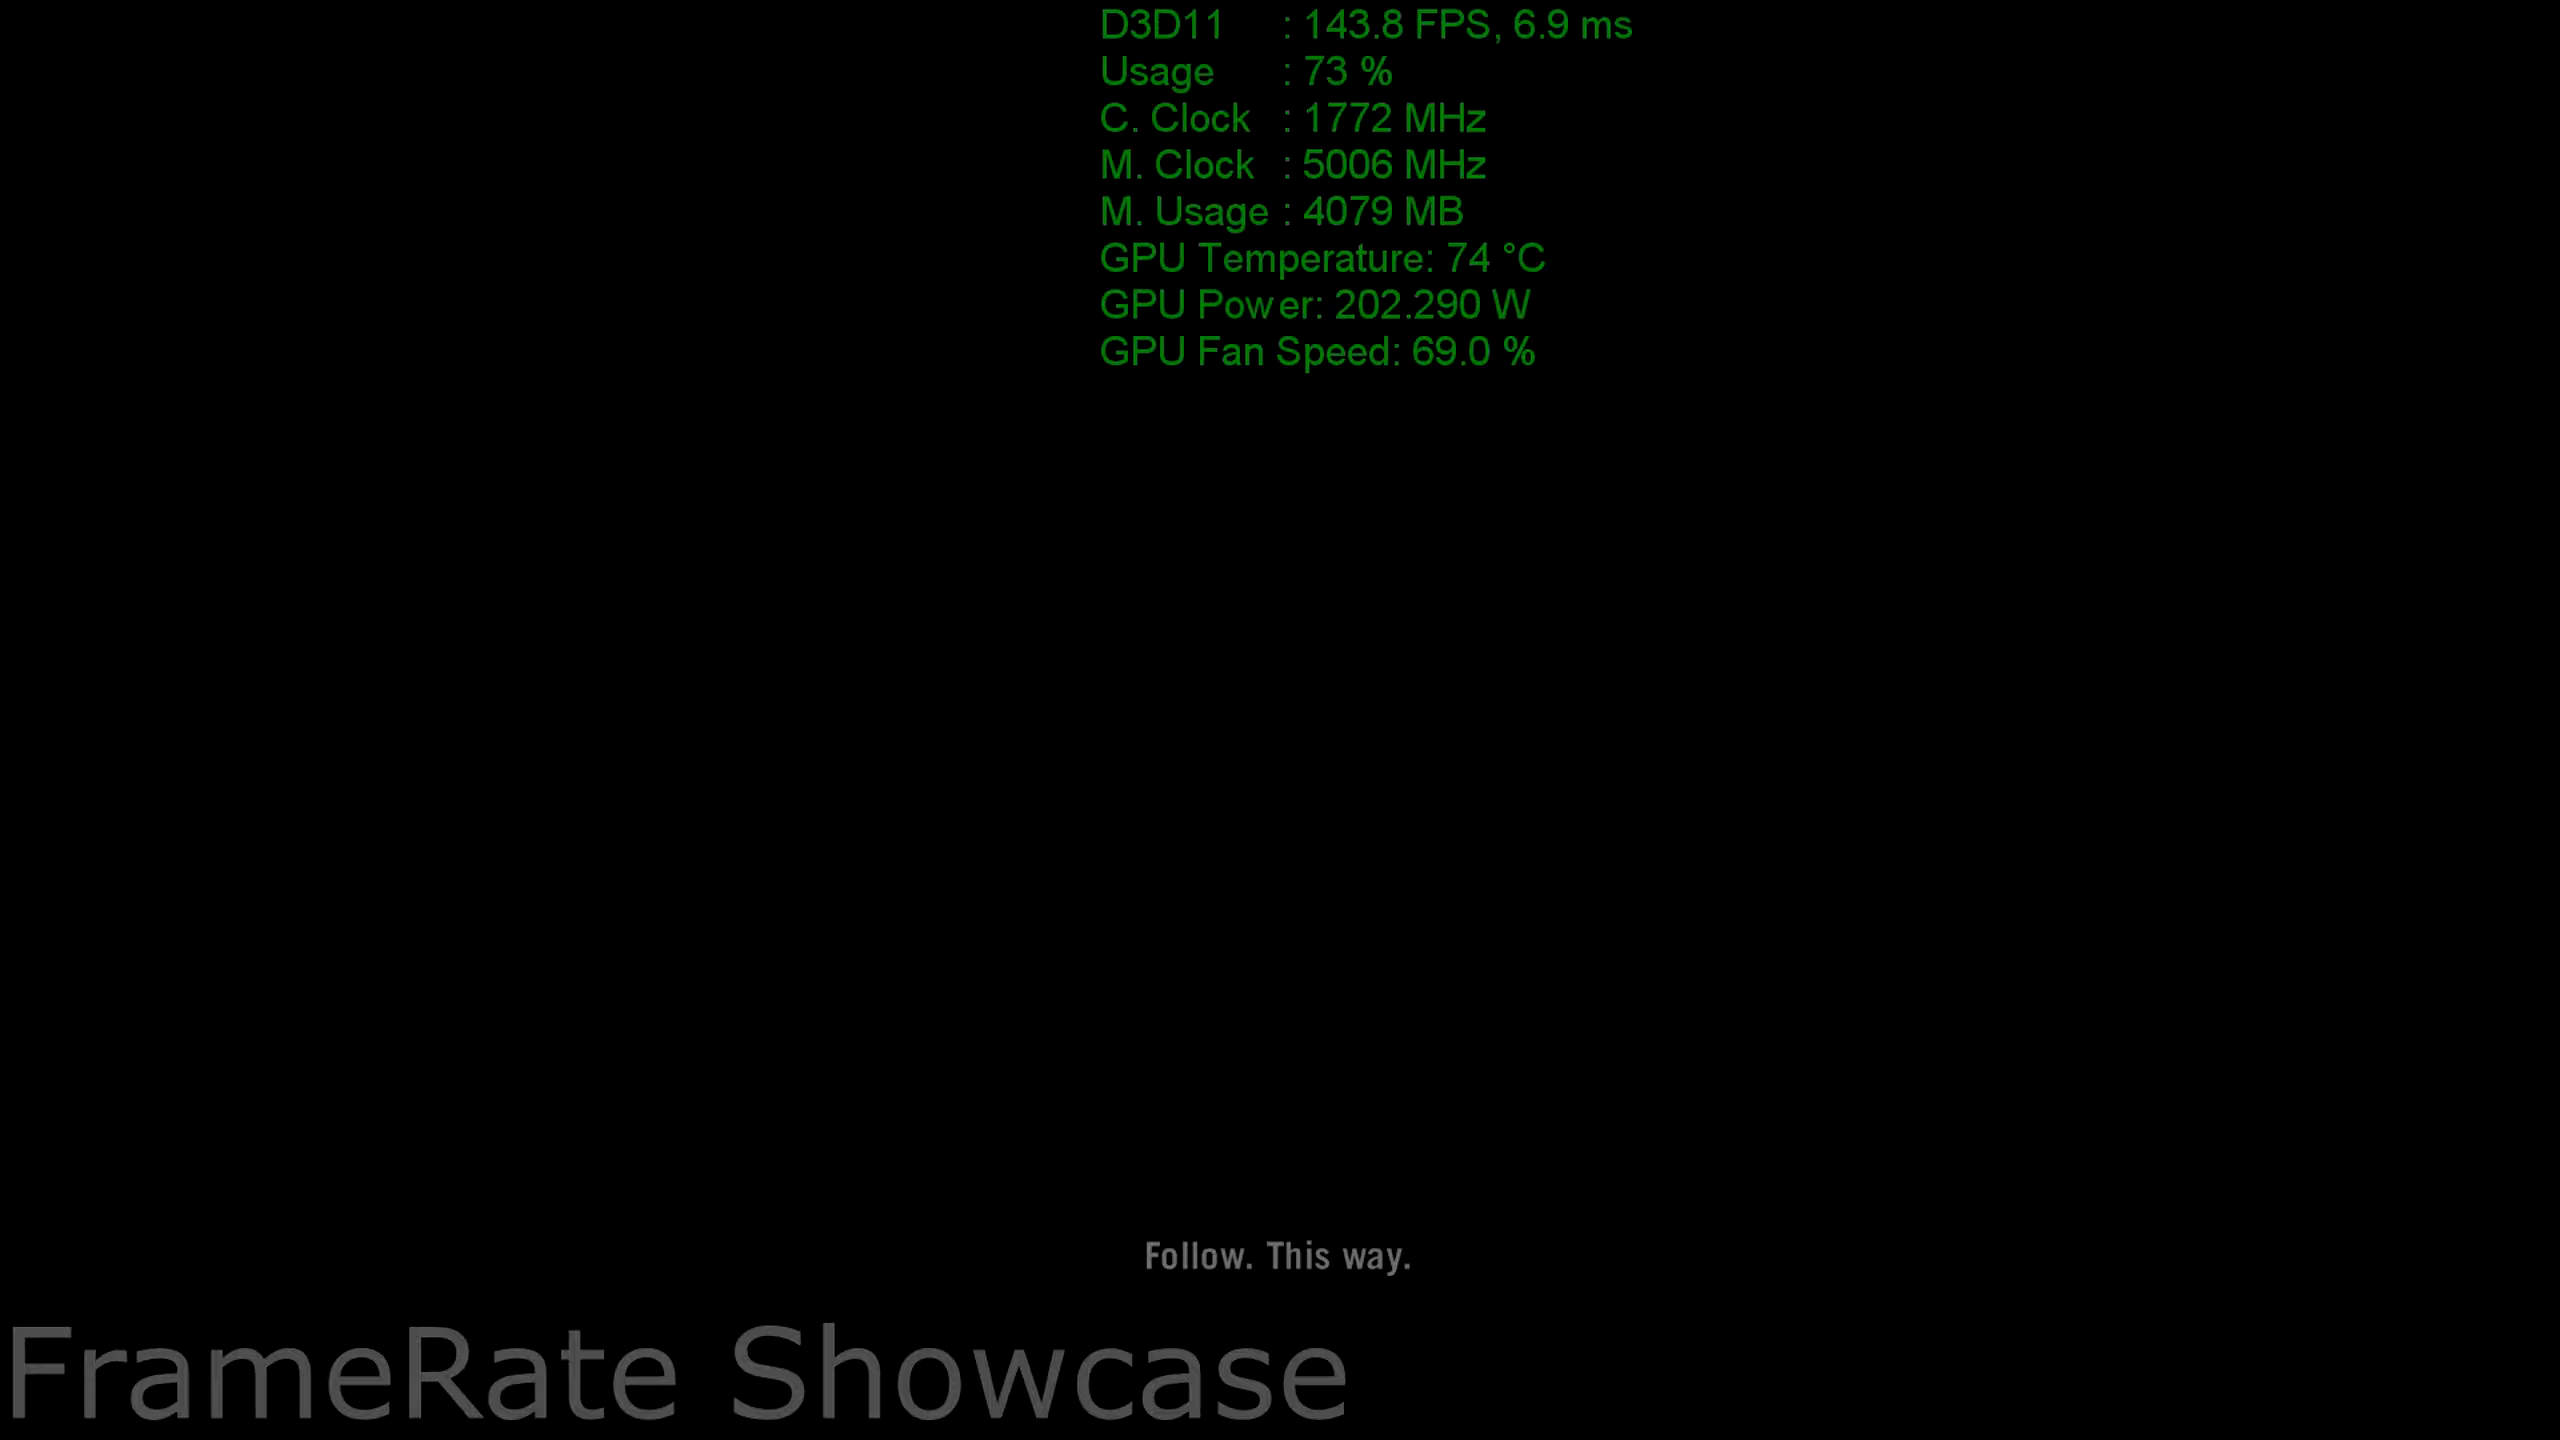 D3D11 : 143.8 FPS, 6.9 ms
Usage : 73 %
C. Clock : 1772 MHz
M. Clock : 5006 MHz
M. Usage : 4079 MB
GPU Temperature: 74 °C
GPU Power: 202.290 W
GPU Fan Speed: 69.0 %
Follow. This way.
FrameRate Showcase